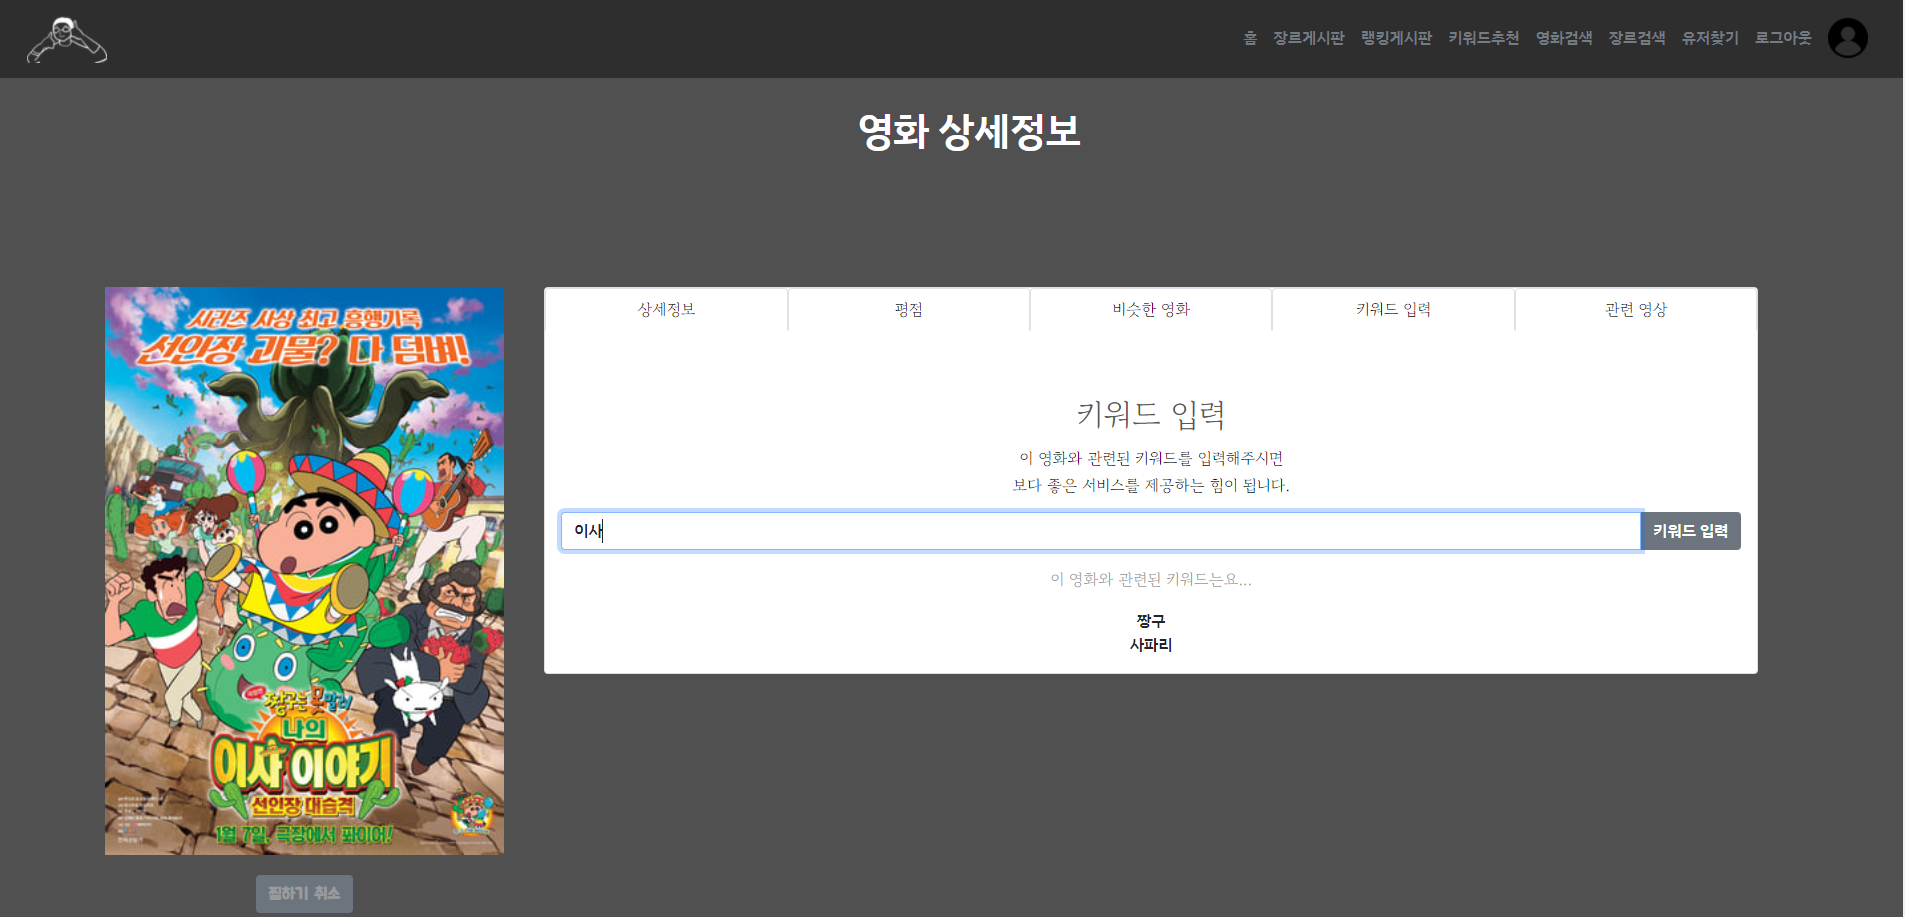 홈 장르게시판 랭킹게시판 키워드추천 영화검색 장르검색 유저찾기 로그아웃
영화 상세정보
시리즈 사상 최고 흥행기록
선인장 괴물? 다 덤벼!
짱구는 못말려
나의
이사 이야기
선인장 대습격
1월 7일, 극장에서 퐈이어!
찜하기 취소
상세정보 평점 비슷한 영화 키워드 입력 관련 영상
키워드 입력
이 영화와 관련된 키워드를 입력해주시면
보다 좋은 서비스를 제공하는 힘이 됩니다.
이사 키워드 입력
이 영화와 관련된 키워드는요...
짱구
사파리